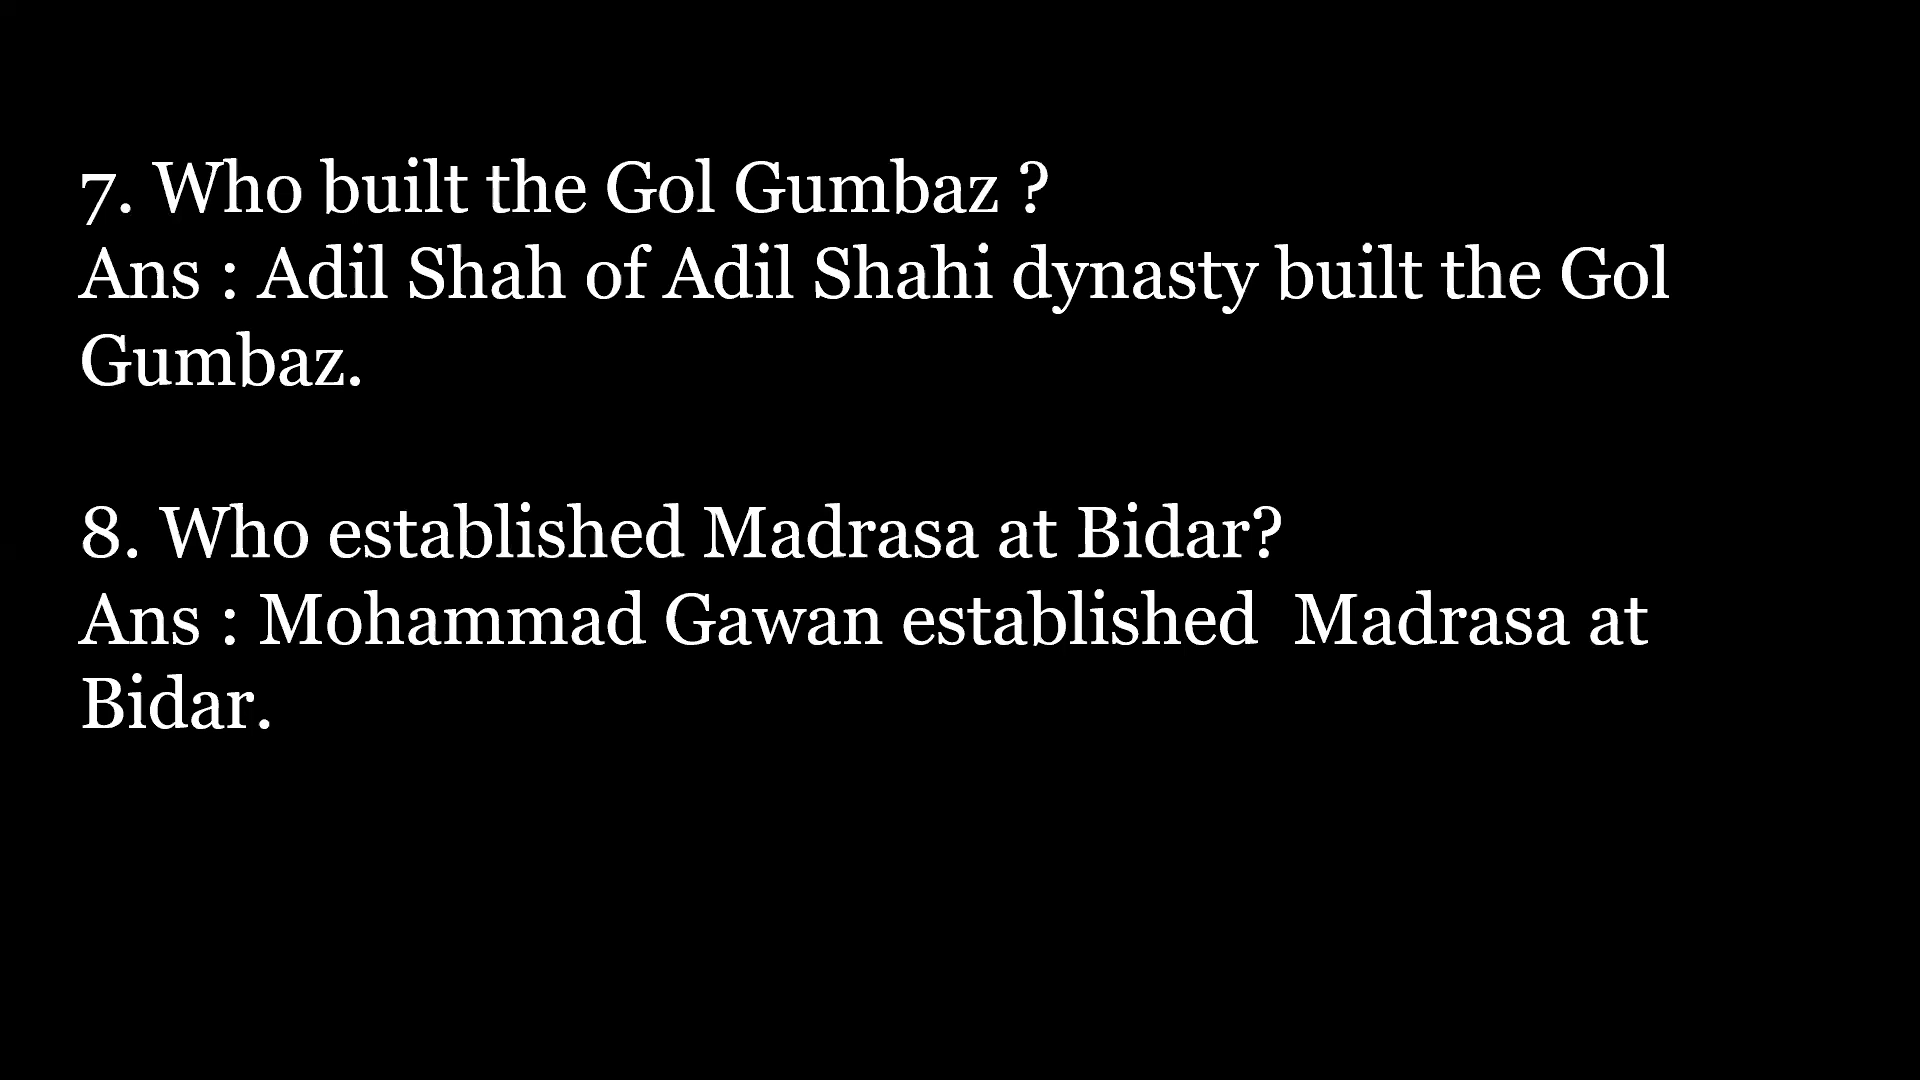 7. Who built the Gol Gumbaz ?
Ans : Adil Shah of Adil Shahi dynasty built the Gol
Gumbaz.
8. Who established Madrasa at Bidar?
Ans : Mohammad Gawan established  Madrasa at
Bidar.